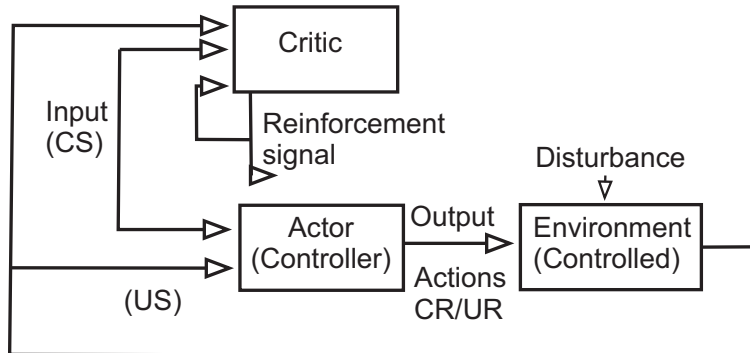 Critic
Input
(CS)
Reinforcement
signal
Disturbance
Actor
(Controller)
Output
Environment
(Controlled)
(US)
Actions
CR/UR